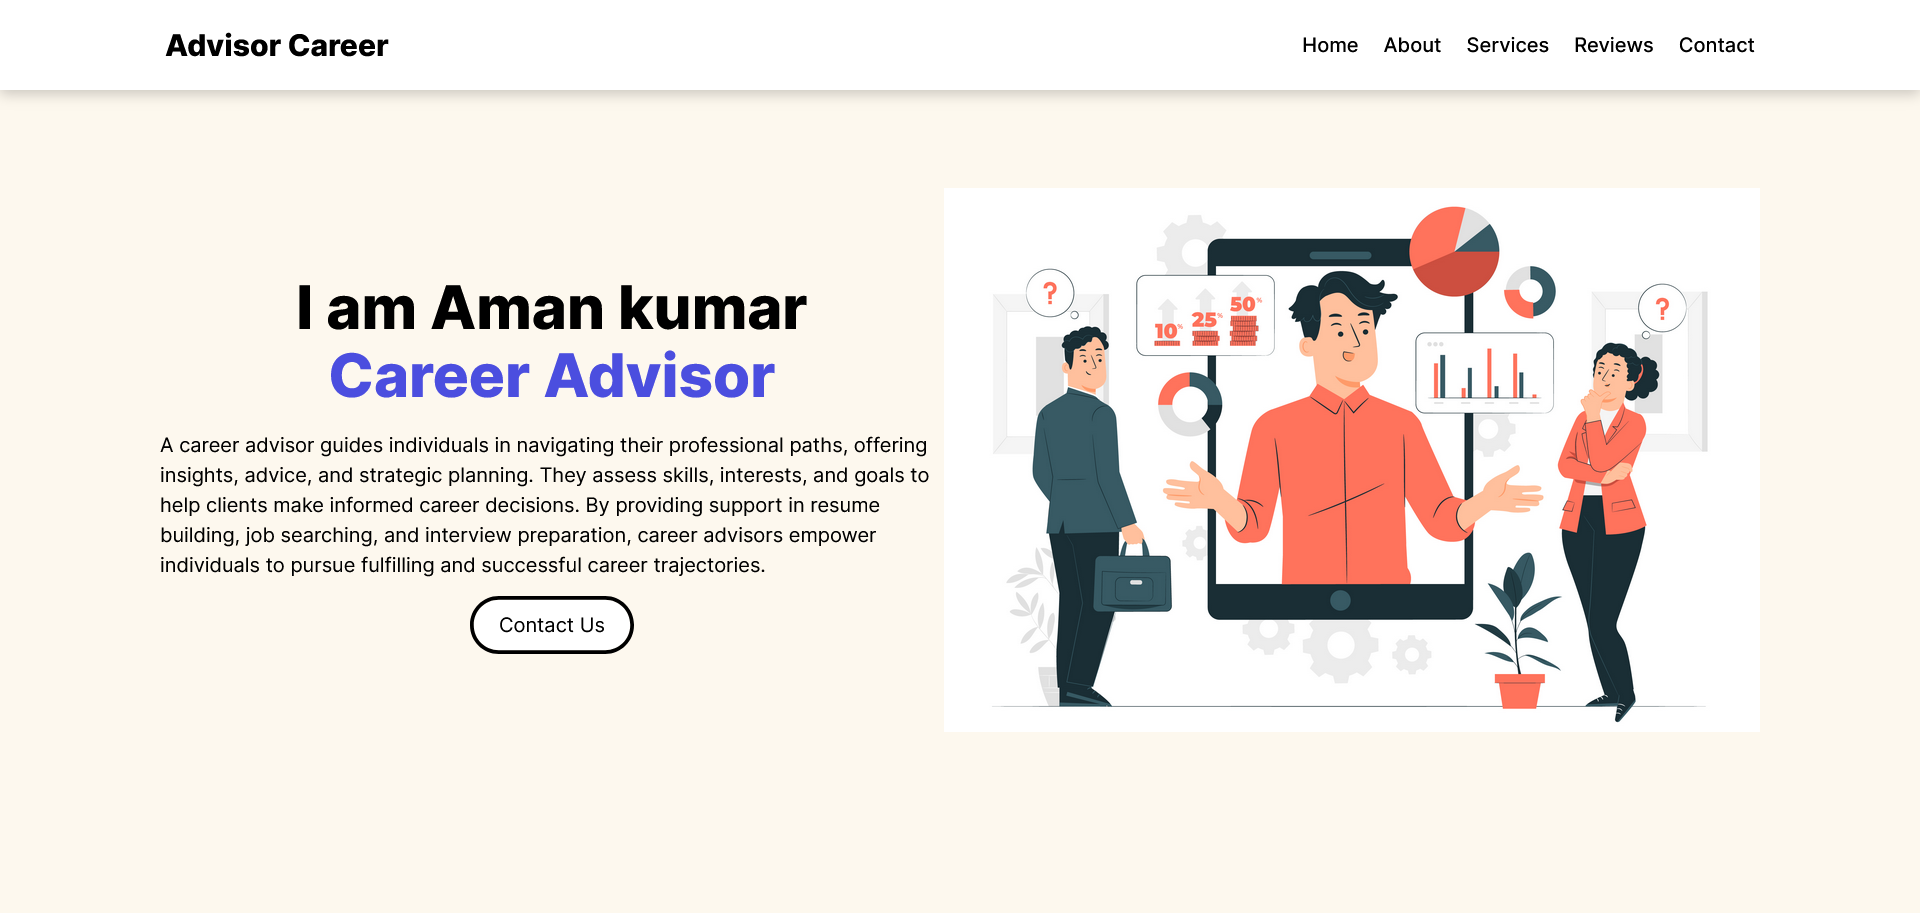 Advisor Career
Home About Services Reviews Contact
I am Aman kumar
Career Advisor
A career advisor guides individuals in navigating their professional paths, offering
insights, advice, and strategic planning. They assess skills, interests, and goals to
help clients make informed career decisions. By providing support in resume
building, job searching, and interview preparation, career advisors empower
individuals to pursue fulfilling and successful career trajectories.
Contact Us
?
10%
25%
50%
?